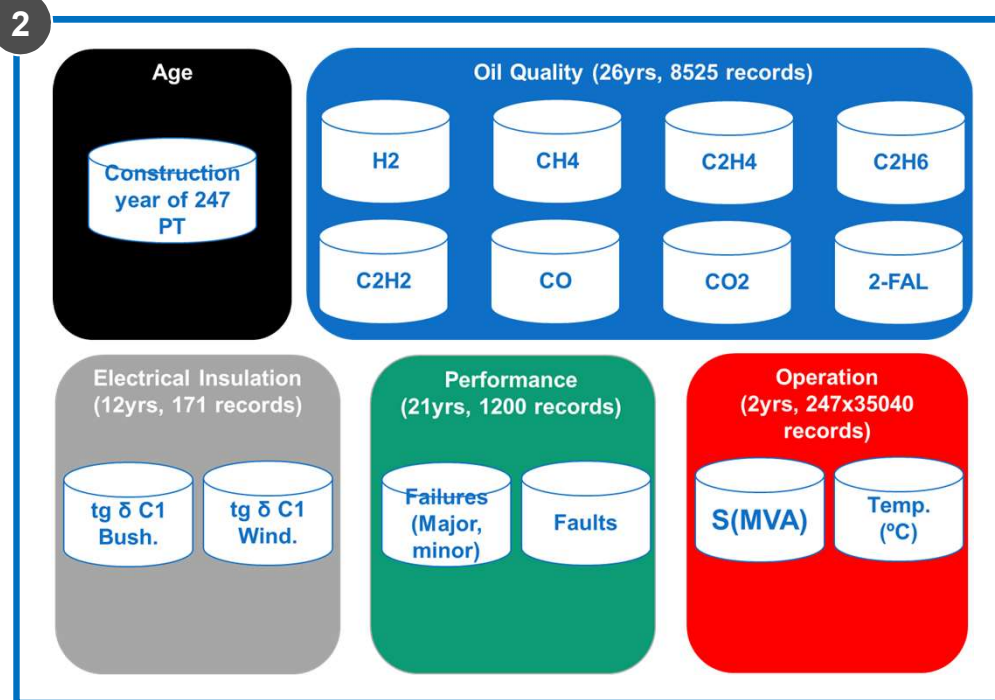 2
Age
Construction
year of 247
PT
Oil Quality (26yrs, 8525 records)
H2
CH4
C2H4
C2H6
C2H2
CO
CO2
2-FAL
Electrical Insulation
(12yrs, 171 records)
tg δ C1
Bush.
tg δ C1
Wind.
Performance
(21yrs, 1200 records)
Failures
(Major,
minor)
Faults
Operation
(2yrs, 247x35040
records)
S(MVA)
Temp.
(ºC)